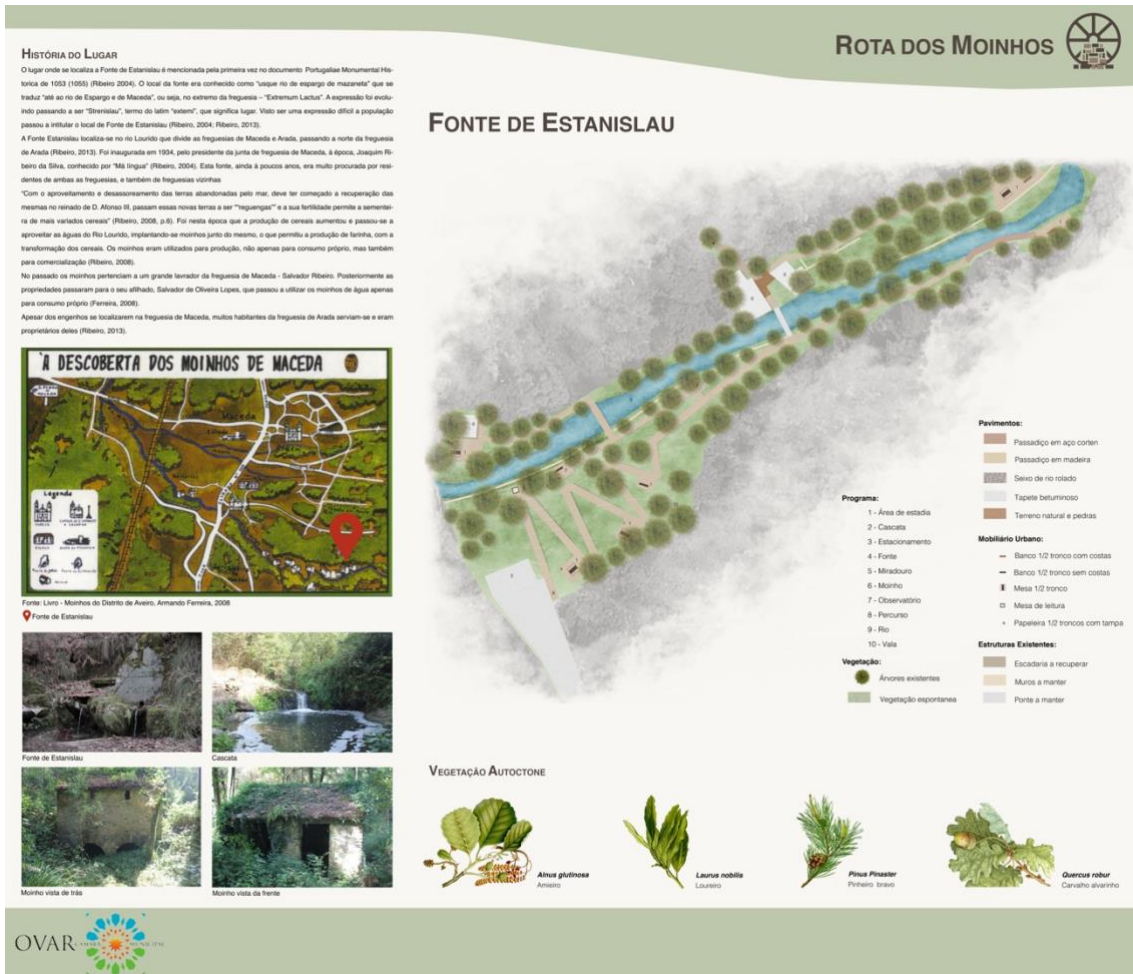 ROTA DOS MOINHOS
HISTÓRIA DO LUGAR
O lugar onde se localiza a Fonte de Estanislau é mencionada pela primeira vez no documento Portugaliae Monumental His-
torica de 1053 (1055) (Ribeiro 2004). O local da fonte era conhecido como "usque rio de espargo de mazaneta" que se
traduz "até ao rio de Espargo e de Maceda", ou seja, no extremo da freguesia – "Extremum Lactus". A expressão foi evolu-
indo passando a ser "Strenislau", termo do latim "extemi", que significa lugar. Visto ser uma expressão difícil a população
passou a intitular o local de Fonte de Estanislau (Ribeiro, 2004; Ribeiro, 2013).
A Fonte Estanislau localiza-se no rio Lourido que divide as freguesias de Maceda e Arada, passando a norte da freguesia
de Arada (Ribeiro, 2013). Foi inaugurada em 1934, pelo presidente da junta de freguesia de Maceda, à época, Joaquim Ri-
beiro da Silva, conhecido por "Má língua" (Ribeiro, 2004). Esta fonte, ainda à poucos anos, era muito procurada por resi-
dentes de ambas as freguesias, e também de freguesias vizinhas
"Com o aproveitamento e desassoreamento das terras abandonadas pelo mar, deve ter começado a recuperação das
mesmas no reinado de D. Afonso III, passam essas novas terras a ser ""reguengas"" e a sua fertilidade permite a sementei-
ra de mais variados cereais" (Ribeiro, 2008, p.6). Foi nesta época que a produção de cereais aumentou e passou-se a
aproveitar as águas do Rio Lourido, implantando-se moinhos junto do mesmo, o que permitiu a produção de farinha, com a
transformação dos cereais. Os moinhos eram utilizados para produção, não apenas para consumo próprio, mas também
para comercialização (Ribeiro, 2008).
No passado os moinhos pertenciam a um grande lavrador da freguesia de Maceda - Salvador Ribeiro. Posteriormente as
propriedades passaram para o seu afilhado, Salvador de Oliveira Lopes, que passou a utilizar os moinhos de água apenas
para consumo próprio (Ferreira, 2008).
Apesar dos engenhos se localizarem na freguesia de Maceda, muitos habitantes da freguesia de Arada serviam-se e eram
proprietários deles (Ribeiro, 2013).
À DESCOBERTA DOS MOINHOS DE MACEDA
Maceda
Légende
Fonte: Livro - Moinhos do Distrito de Aveiro, Armando Ferreira, 2008
Fonte de Estanislau
Fonte de Estanislau
Cascata
Moinho vista de trás
Moinho vista da frente
FONTE DE ESTANISLAU
Programa:
1 - Área de estadia
2 - Cascata
3 - Estacionamento
4 - Fonte
5 - Miradouro
6 - Moinho
7 - Observatório
8 - Percurso
9 - Rio
10 - Vala
Vegetação:
Árvores existentes
Vegetação espontanea
Pavimentos:
Passadiço em aço corten
Passadiço em madeira
Seixo de rio rolado
Tapete betuminoso
Terreno natural e pedras
Mobiliário Urbano:
Banco 1/2 tronco com costas
Banco 1/2 tronco sem costas
Mesa 1/2 tronco
Mesa de leitura
Papeleira 1/2 troncos com tampa
Estruturas Existentes:
Escadaria a recuperar
Muros a manter
Ponte a manter
VEGETAÇÃO AUTOCTONE
Alnus glutinosa
Amieiro
Laurus nobilis
Loureiro
Pinus Pinaster
Pinheiro bravo
Quercus robur
Carvalho alvarinho
OVAR CÂMARA MUNICIPAL